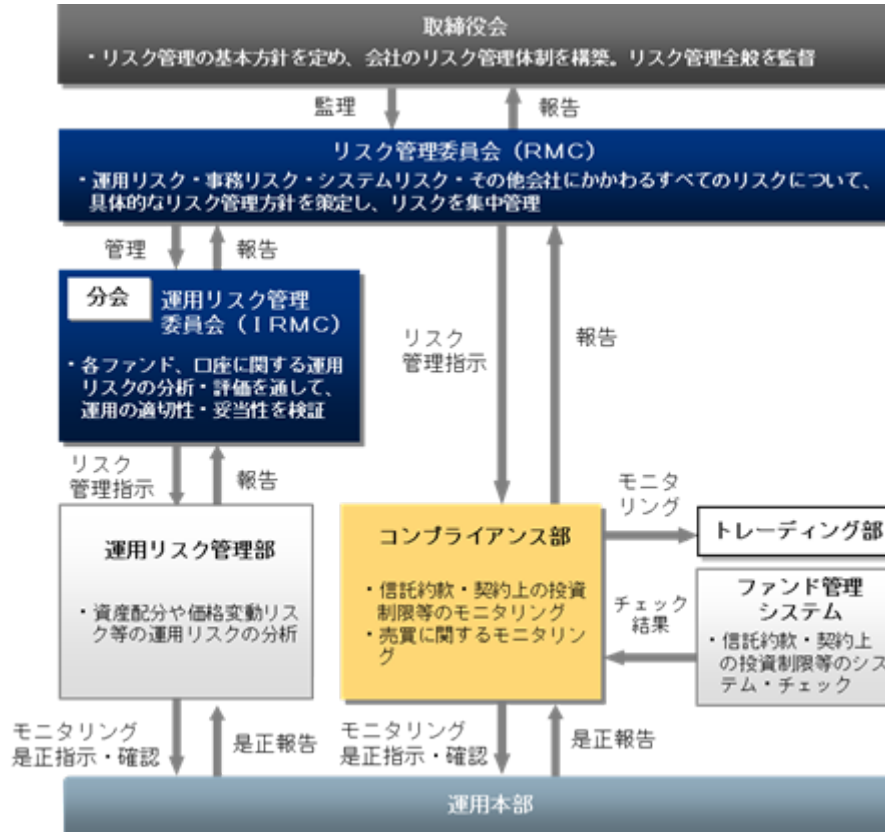 取締役会
・リスク管理の基本方針を定め、会社のリスク管理体制を構築。リスク管理全般を監督
監理
報告
リスク管理委員会（ＲＭＣ）
・運用リスク・事務リスク・システムリスク・その他会社にかかわるすべてのリスクについて、
具体的なリスク管理方針を策定し、リスクを集中管理
管理
報告
分会
運用リスク管理
委員会（ＩＲＭＣ）
・各ファンド、口座に関する運用
リスクの分析・評価を通して、
運用の適切性・妥当性を検証
リスク
管理指示
報告
リスク
管理指示
報告
運用リスク管理部
・資産配分や価格変動リス
ク等の運用リスクの分析
コンプライアンス部
・信託約款・契約上の投資
制限等のモニタリング
・売買に関するモニタリン
グ
モニタ
リング
トレーディング部
チェック
結果
ファンド管理
システム
・信託約款・契約上
の投資制限等のシス
テム・チェック
モニタリング
是正指示・確認
是正報告
モニタリング
是正指示・確認
是正報告
運用本部